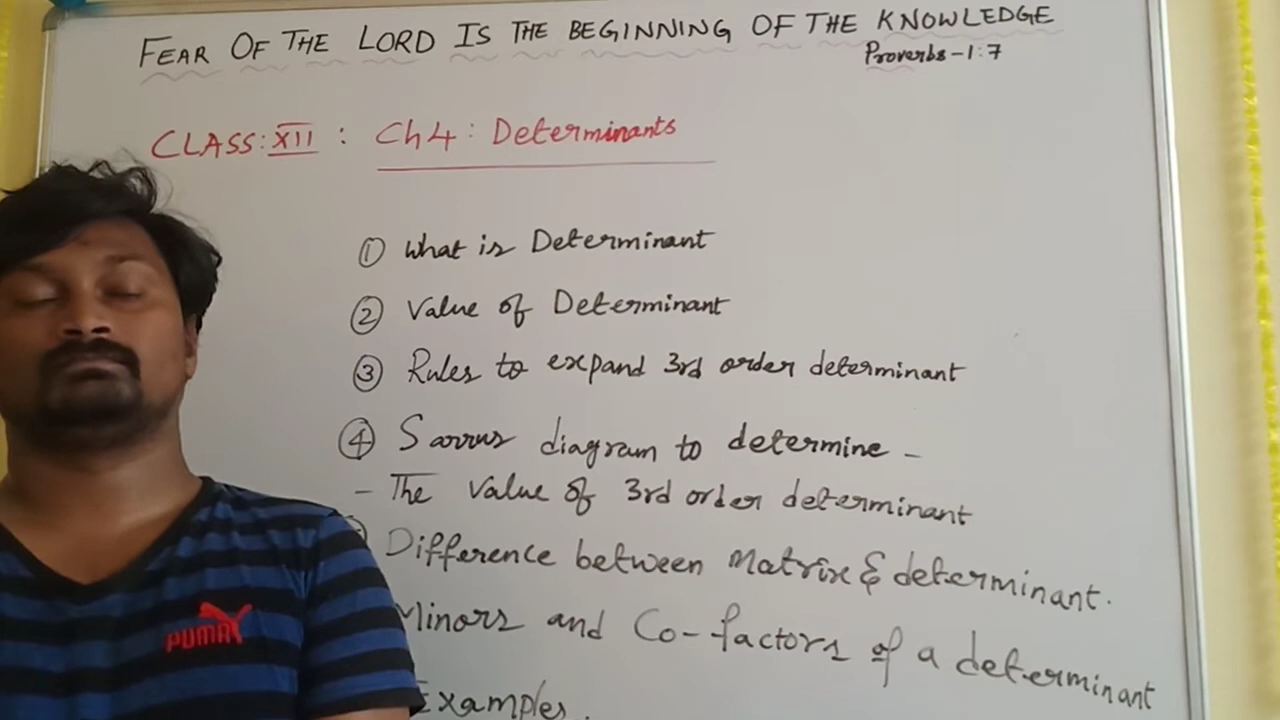 FEAR OF THE LORD IS THE BEGINNING OF THE KNOWLEDGE
Proverbs-1:7
CLASS: XII : Ch4: Determinants
① What is Determinant
② Value of Determinant
③ Rules to expand 3rd order determinant
④ Sarrus diagram to determine -
- The value of 3rd order determinant
Difference between Matrix & determinant.
Minors and Co-factors of a determinant
Examples.
PUMA